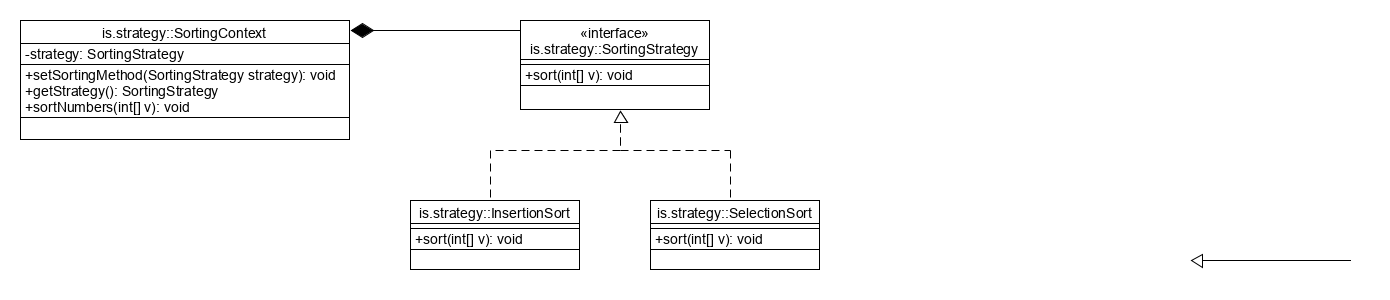 is.strategy::SortingContext
-strategy: SortingStrategy
+setSortingMethod(SortingStrategy strategy): void
+getStrategy(): SortingStrategy
+sortNumbers(int[] v): void
«interface»
is.strategy::SortingStrategy
+sort(int[] v): void
is.strategy::InsertionSort
+sort(int[] v): void
is.strategy::SelectionSort
+sort(int[] v): void